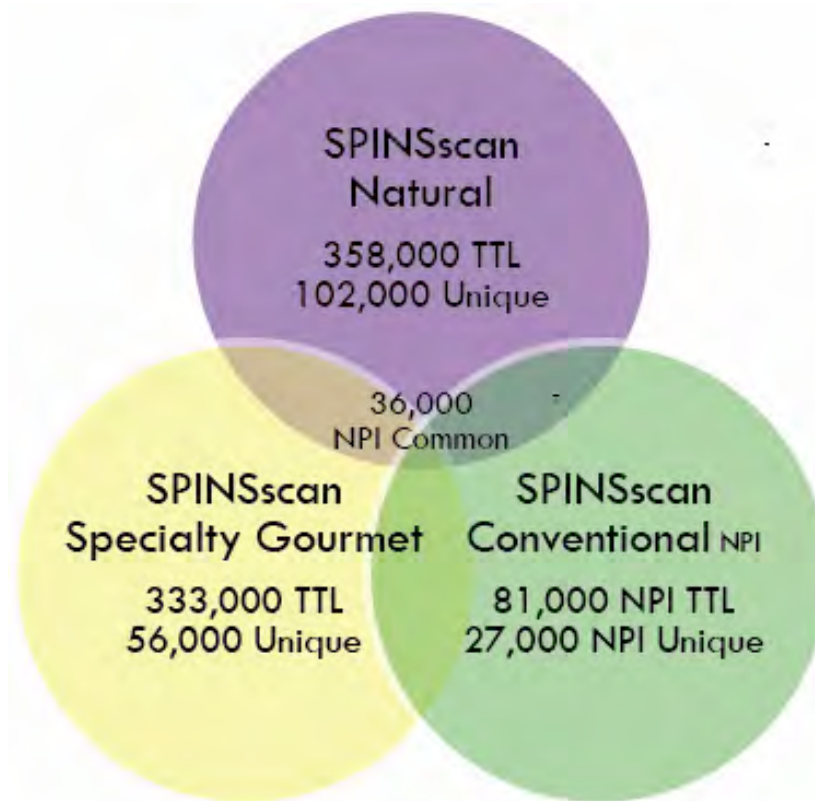 SPINSscan
Natural
358,000 TTL
102,000 Unique
36,000
NPI Common
SPINSscan
Specialty Gourmet
333,000 TTL
56,000 Unique
SPINSscan
Conventional NPI
81,000 NPI TTL
27,000 NPI Unique